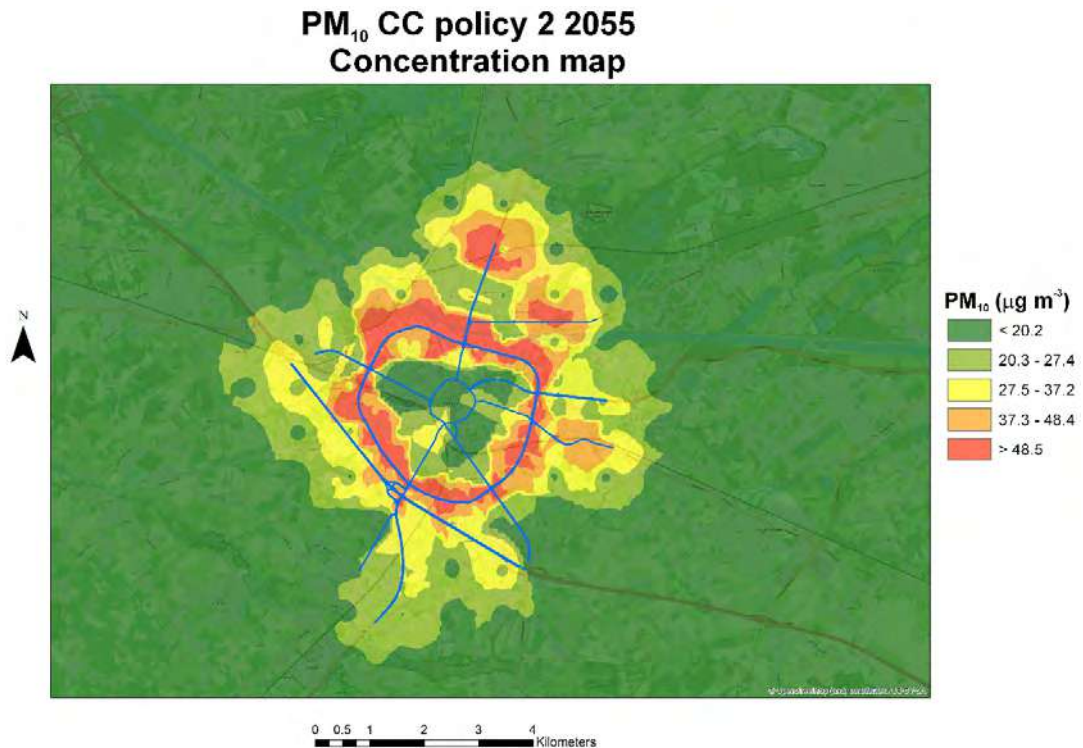 PM₁₀ CC policy 2 2055
Concentration map
N
PM₁₀ (µg m⁻³)
< 20.2
20.3 - 27.4
27.5 - 37.2
37.3 - 48.4
> 48.5
0 0.5 1 2 3 4
Kilometers